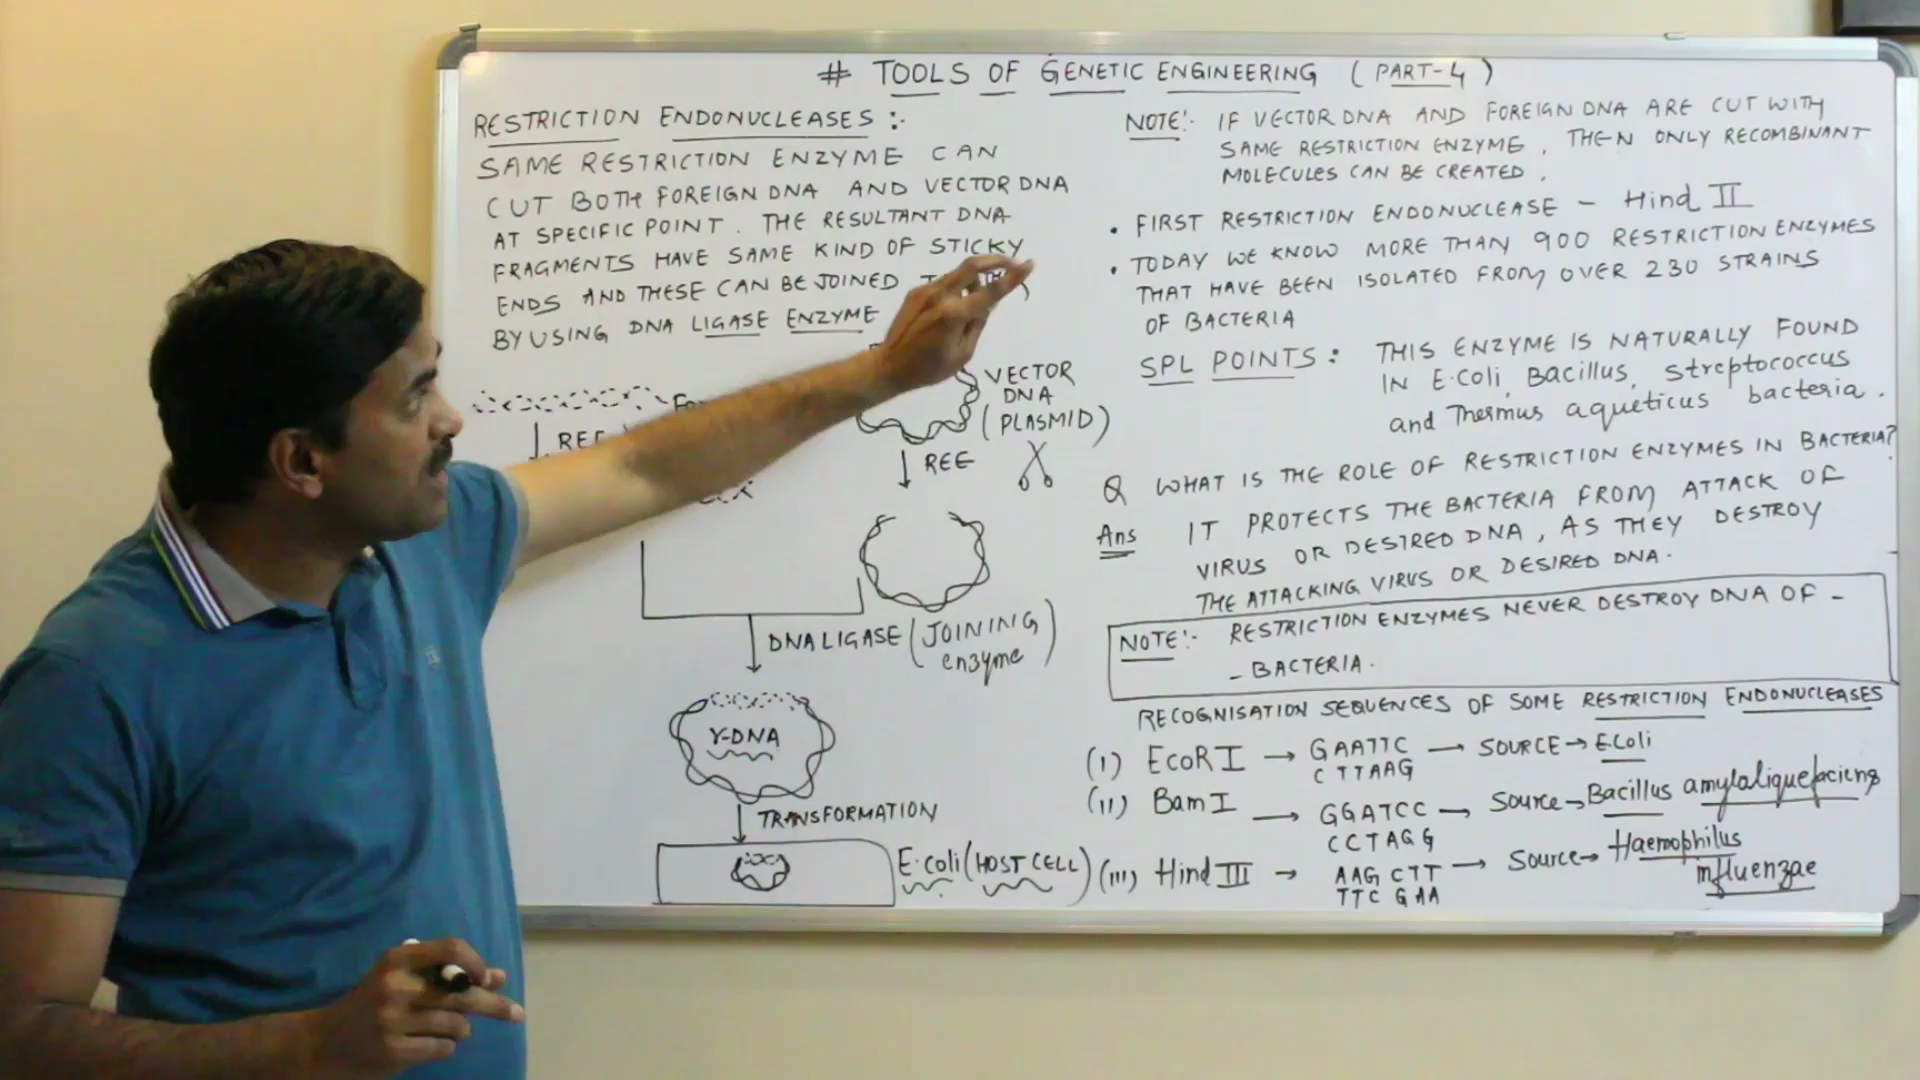 # TOOLS OF GENETIC ENGINEERING (PART-4)
RESTRICTION ENDONUCLEASES :-
SAME RESTRICTION ENZYME CAN
CUT BOTH FOREIGN DNA AND VECTOR DNA
AT SPECIFIC POINT. THE RESULTANT DNA
FRAGMENTS HAVE SAME KIND OF STICKY
ENDS AND THESE CAN BE JOINED
BY USING DNA LIGASE ENZYME
VECTOR
DNA
(PLASMID)
REE
REE
DNA LIGASE (JOINING
enzyme)
r-DNA
TRANSFORMATION
E.coli (HOST CELL)
NOTE:- IF VECTOR DNA AND FOREIGN DNA ARE CUT WITH
SAME RESTRICTION ENZYME, THEN ONLY RECOMBINANT
MOLECULES CAN BE CREATED.
• FIRST RESTRICTION ENDONUCLEASE - Hind II
• TODAY WE KNOW MORE THAN 900 RESTRICTION ENZYMES
THAT HAVE BEEN ISOLATED FROM OVER 230 STRAINS
OF BACTERIA
SPL POINTS : THIS ENZYME IS NATURALLY FOUND
IN E.Coli, Bacillus, Streptococcus
and Thermus aqueticus bacteria.
Q WHAT IS THE ROLE OF RESTRICTION ENZYMES IN BACTERIA?
Ans IT PROTECTS THE BACTERIA FROM ATTACK OF
VIRUS OR DESIRED DNA, AS THEY DESTROY
THE ATTACKING VIRUS OR DESIRED DNA.
NOTE:- RESTRICTION ENZYMES NEVER DESTROY DNA OF -
- BACTERIA.
RECOGNISATION SEQUENCES OF SOME RESTRICTION ENDONUCLEASES
(I) EcoR I → GAATTC — SOURCE → E.Coli
CTTAAG
(II) Bam I → GGATCC → Source → Bacillus amylaliquefaciens
CCTAGG
(III) Hind III → AAG CTT → Source → Haemophilus
TTC GAA influenzae